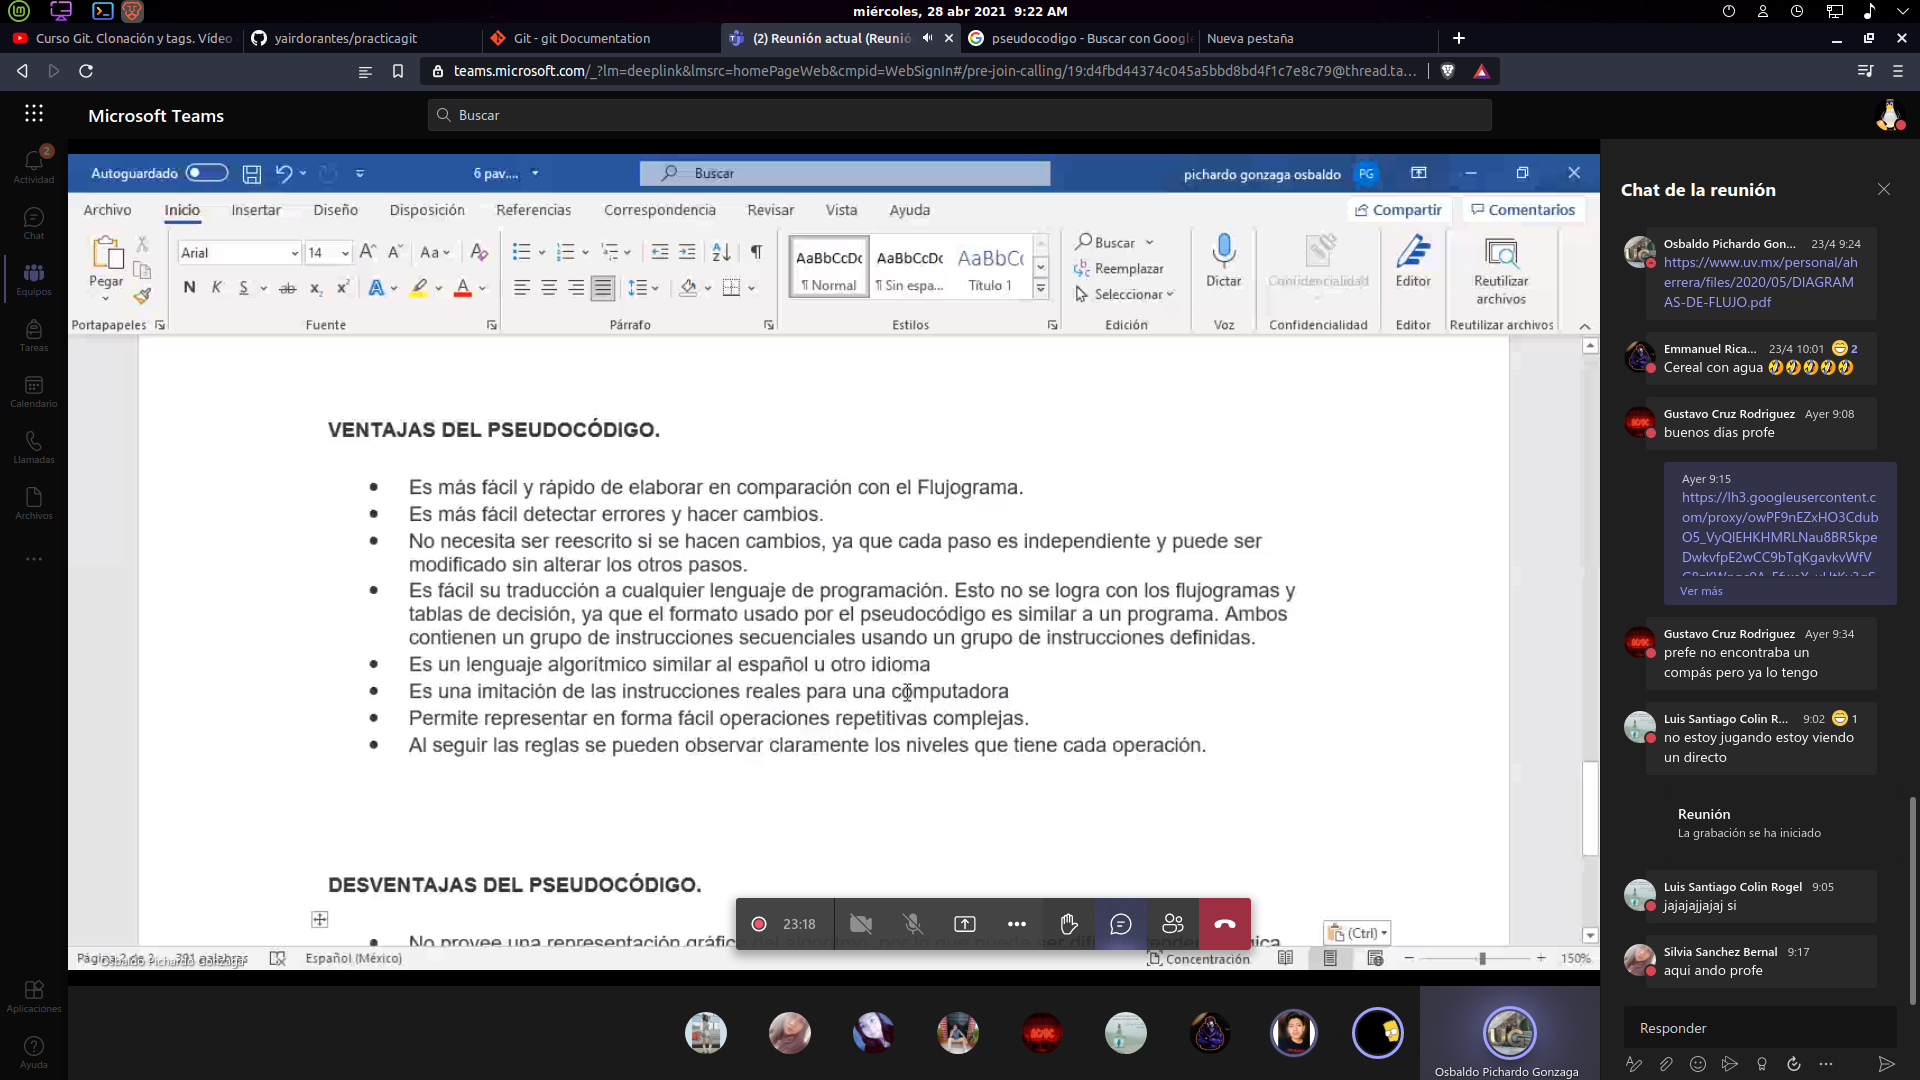 miércoles, 28 abr 2021 9:22 AM
Curso Git. Clonación y tags. Vídeo
yairdorantes/practicagit
Git - git Documentation
(2) Reunión actual (Reunió
pseudocodigo - Buscar con Google
Nueva pestaña
teams.microsoft.com/_?lm=deeplink&lmsrc=homePageWeb&cmpid=WebSignIn#/pre-join-calling/19:d4fbd44374c045a5bbd8bd4f1c7e8c79@thread.ta...
Microsoft Teams
Buscar
2
Actividad
Chat
Equipos
Tareas
Calendario
Llamadas
Archivos
Aplicaciones
Ayuda
Autoguardado
6 pav....
Buscar
pichardo gonzaga osbaldo
PG
Archivo Inicio Insertar Diseño Disposición Referencias Correspondencia Revisar Vista Ayuda
Compartir
Comentarios
Pegar
Portapapeles
Arial
14
N K S ab x₂ x²
Fuente
Párrafo
AaBbCcDc
¶ Normal
AaBbCcDc
¶ Sin espa...
AaBbCc
Título 1
Estilos
Buscar
Reemplazar
Seleccionar
Edición
Dictar
Voz
Confidencialidad
Confidencialidad
Editor
Editor
Reutilizar
archivos
Reutilizar archivos
VENTAJAS DEL PSEUDOCÓDIGO.
• Es más fácil y rápido de elaborar en comparación con el Flujograma.
• Es más fácil detectar errores y hacer cambios.
• No necesita ser reescrito si se hacen cambios, ya que cada paso es independiente y puede ser
modificado sin alterar los otros pasos.
• Es fácil su traducción a cualquier lenguaje de programación. Esto no se logra con los flujogramas y
tablas de decisión, ya que el formato usado por el pseudocódigo es similar a un programa. Ambos
contienen un grupo de instrucciones secuenciales usando un grupo de instrucciones definidas.
• Es un lenguaje algorítmico similar al español u otro idioma
• Es una imitación de las instrucciones reales para una computadora
• Permite representar en forma fácil operaciones repetitivas complejas.
• Al seguir las reglas se pueden observar claramente los niveles que tiene cada operación.
DESVENTAJAS DEL PSEUDOCÓDIGO.
• No provee una representación gráfica
23:18
(Ctrl)
Página 2 de 2
391 palabras
Osbaldo Pichardo Gonzaga
Español (México)
Concentración
150%
Osbaldo Pichardo Gonzaga
Chat de la reunión
Osbaldo Pichardo Gon... 23/4 9:24
https://www.uv.mx/personal/ah
errera/files/2020/05/DIAGRAM
AS-DE-FLUJO.pdf
Emmanuel Rica... 23/4 10:01 😁 2
Cereal con agua 🤣🤣🤣🤣🤣
Gustavo Cruz Rodriguez Ayer 9:08
buenos días profe
Ayer 9:15
https://lh3.googleusercontent.c
om/proxy/owPF9nEZxHO3Cdub
O5_VyQlEHKHMRLNau8BR5kpe
DwkvfpE2wCC9bTqKgavkvWfV
Ver más
Gustavo Cruz Rodriguez Ayer 9:34
prefe no encontraba un
compás pero ya lo tengo
Luis Santiago Colin R... 9:02 😁 1
no estoy jugando estoy viendo
un directo
Reunión
La grabación se ha iniciado
Luis Santiago Colin Rogel 9:05
jajajajjajaj si
Silvia Sanchez Bernal 9:17
aqui ando profe
Responder